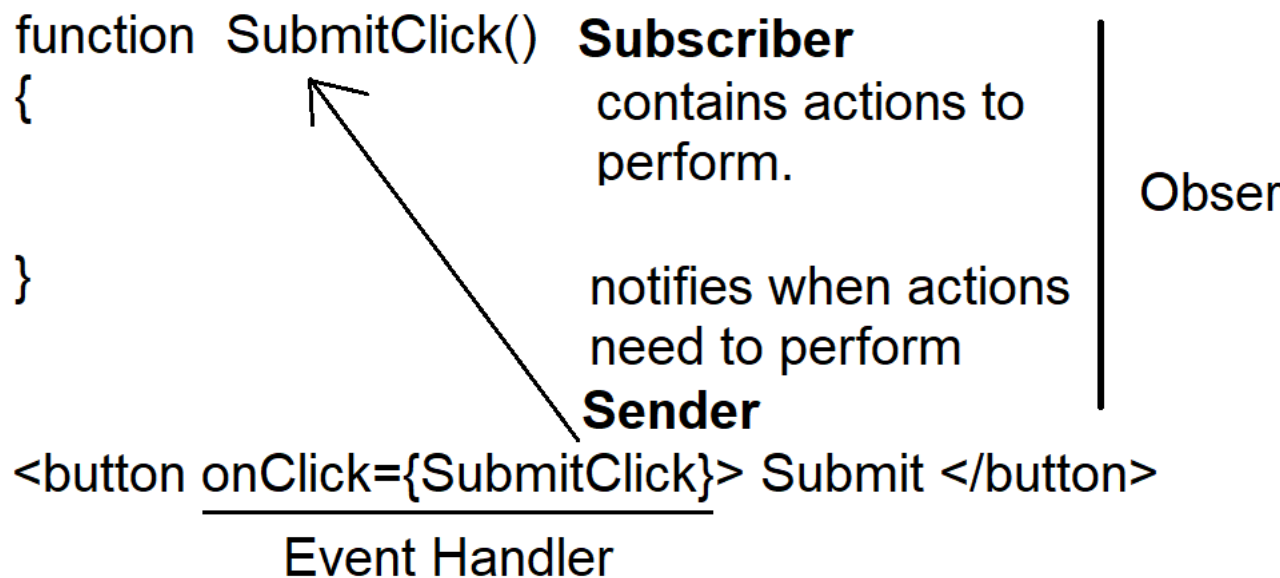 function SubmitClick() Subscriber
{ contains actions to
perform.
Obser
} notifies when actions
need to perform
Sender
<button onClick={SubmitClick}> Submit </button>
Event Handler